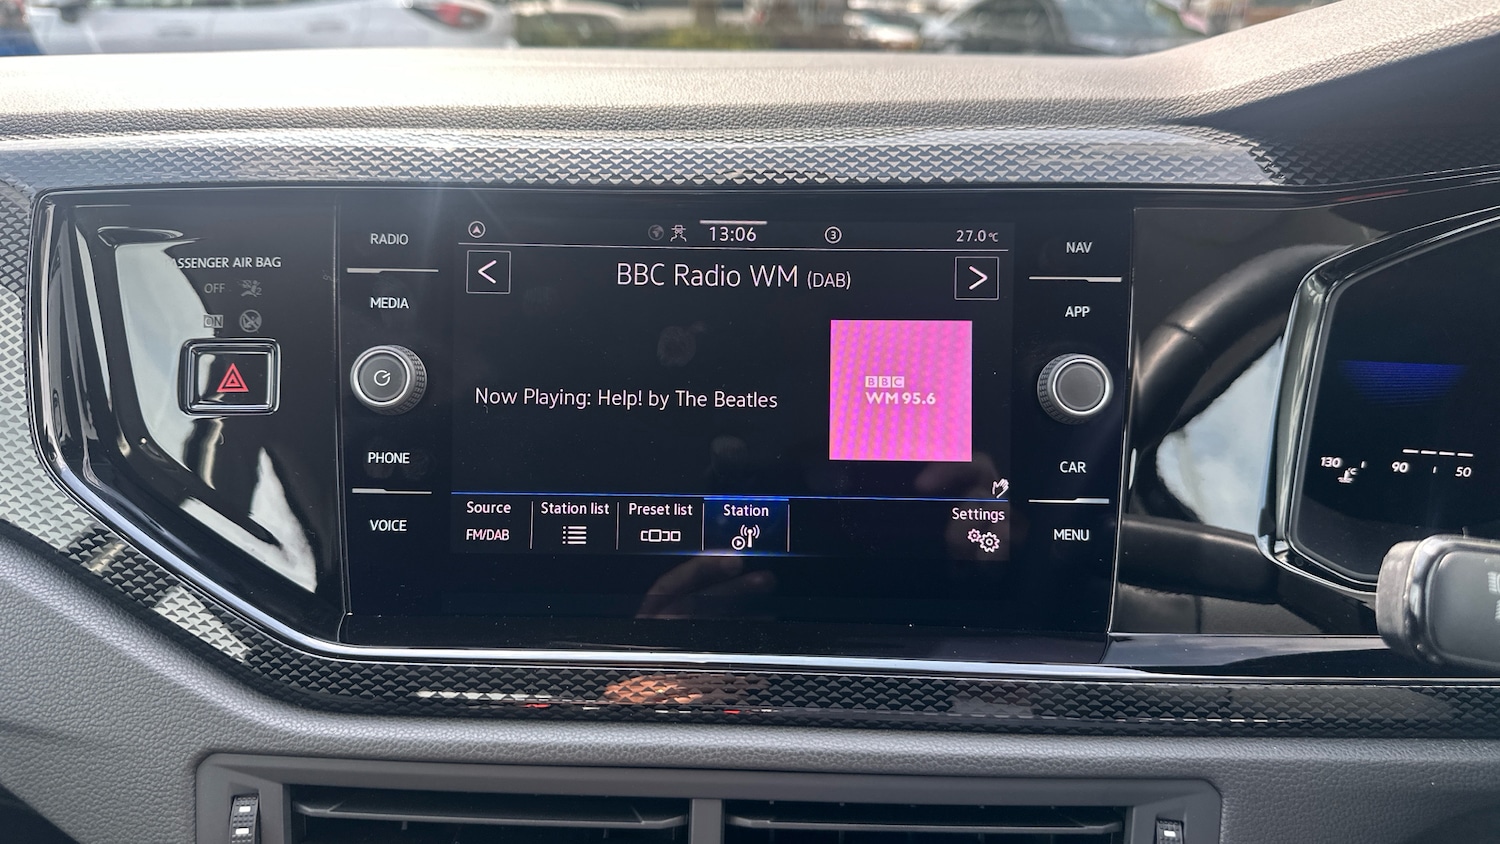 PASSENGER AIR BAG
OFF
ON
RADIO
MEDIA
PHONE
VOICE
13:06
3
27.0°C
BBC Radio WM (DAB)
Now Playing: Help! by The Beatles
BBC
WM 95.6
Source
FM/DAB
Station list
Preset list
Station
Settings
NAV
APP
CAR
MENU
130
°C
90
50